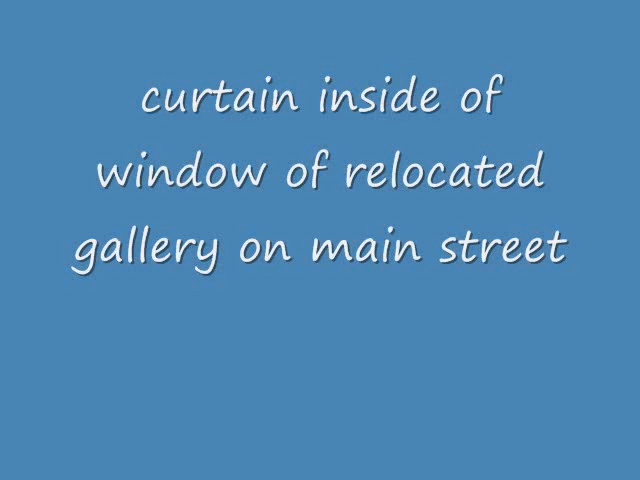 curtain inside of
window of relocated
gallery on main street